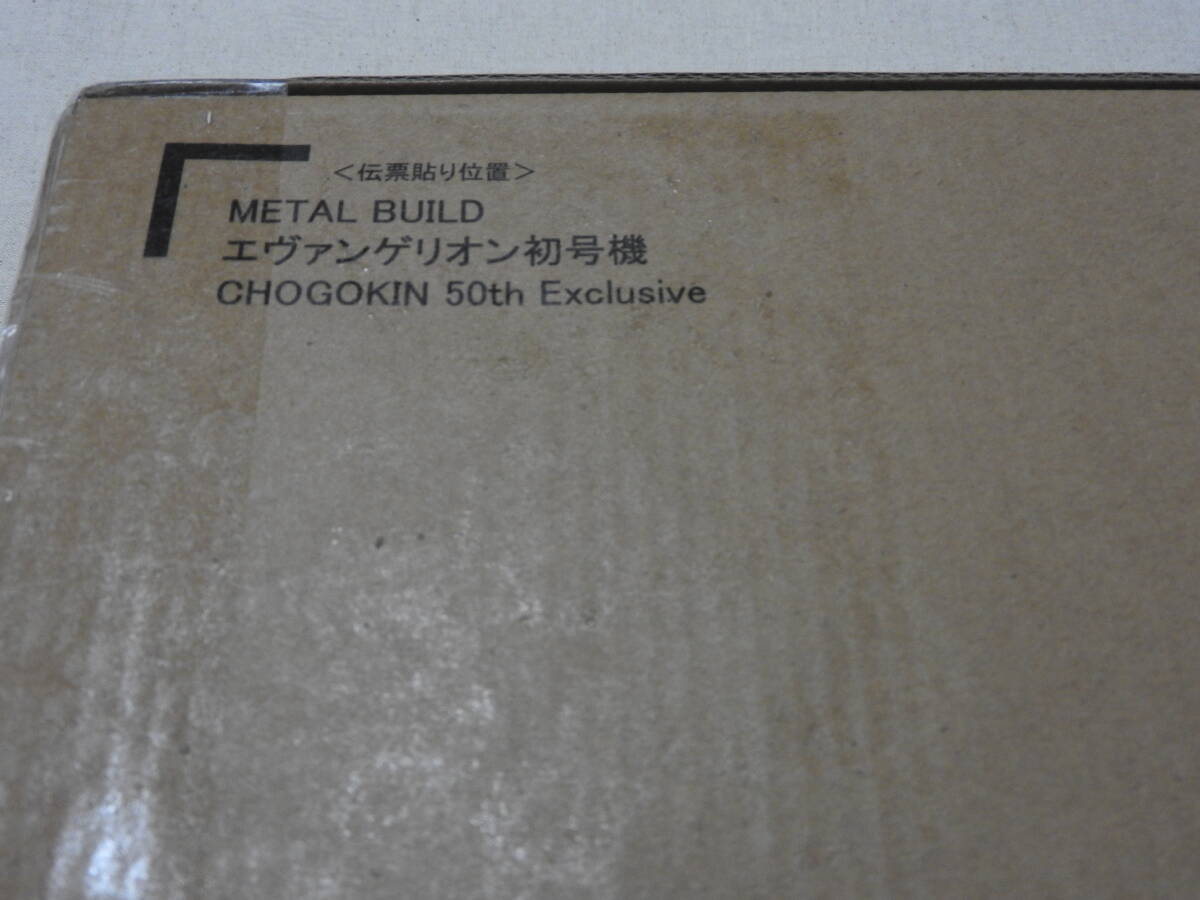 ＜伝票貼り位置＞
METAL BUILD
エヴァンゲリオン初号機
CHOGOKIN 50th Exclusive